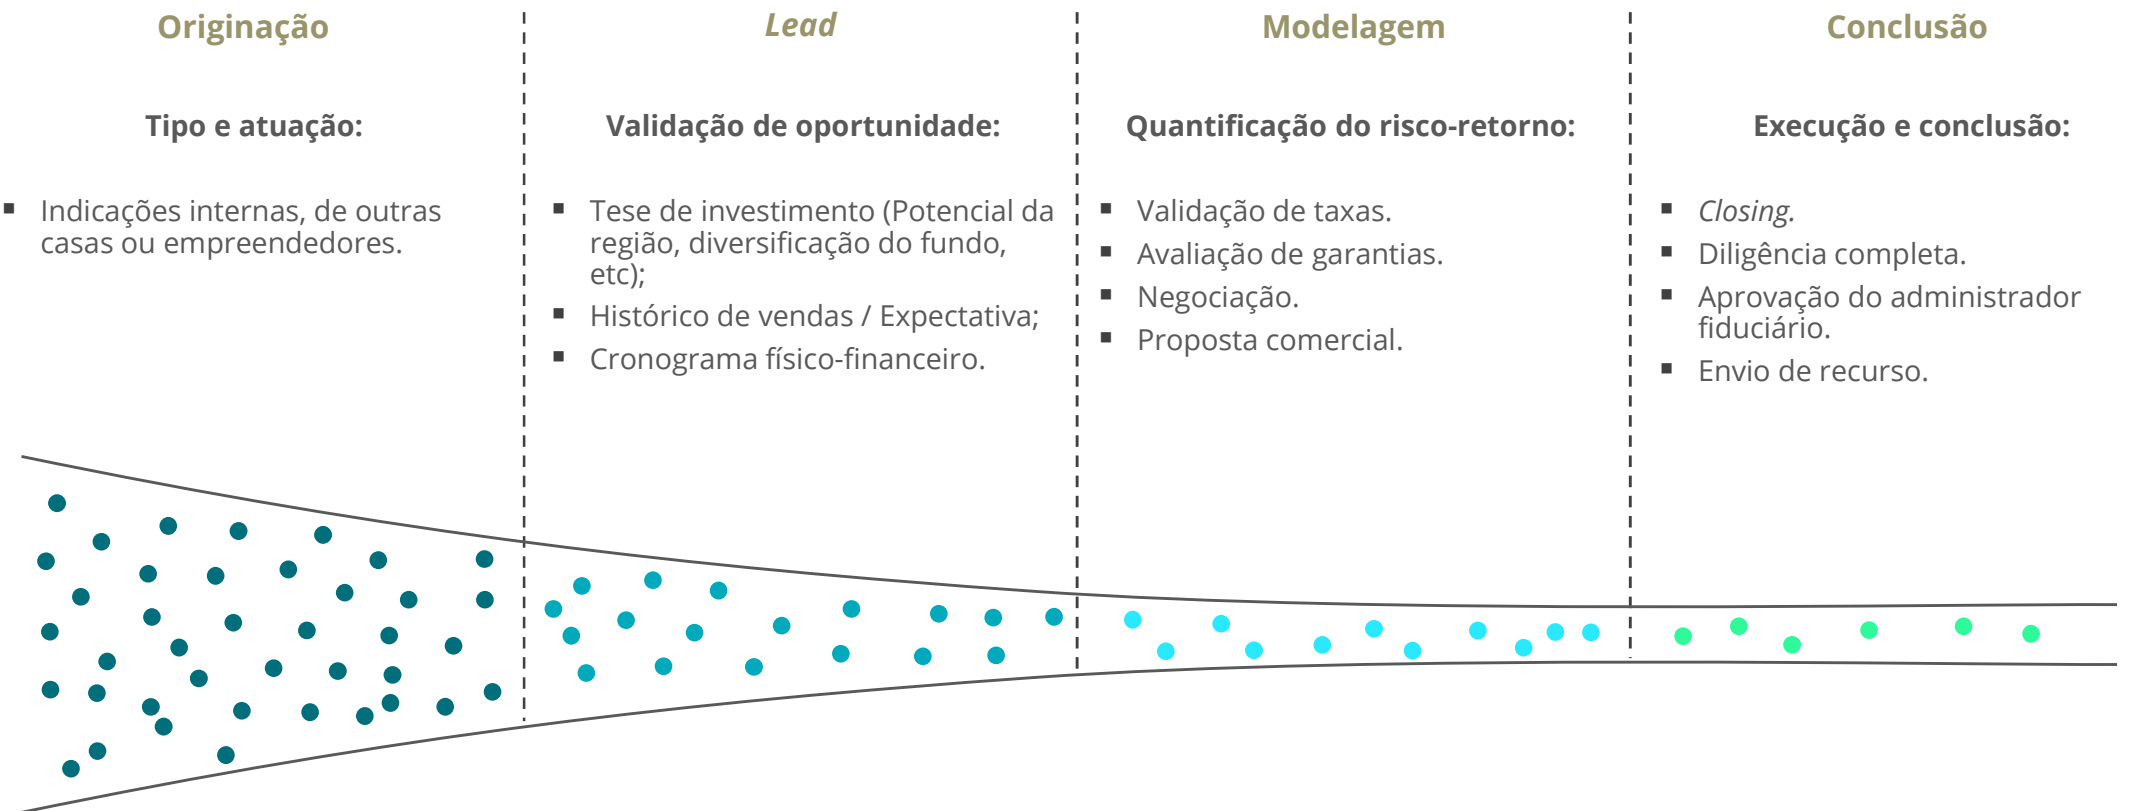 Originação
Tipo e atuação:
▪ Indicações internas, de outras
casas ou empreendedores.
Lead
Validação de oportunidade:
▪ Tese de investimento (Potencial da
região, diversificação do fundo,
etc);
▪ Histórico de vendas / Expectativa;
▪ Cronograma físico-financeiro.
Modelagem
Quantificação do risco-retorno:
▪ Validação de taxas.
▪ Avaliação de garantias.
▪ Negociação.
▪ Proposta comercial.
Conclusão
Execução e conclusão:
▪ Closing.
▪ Diligência completa.
▪ Aprovação do administrador
fiduciário.
▪ Envio de recurso.